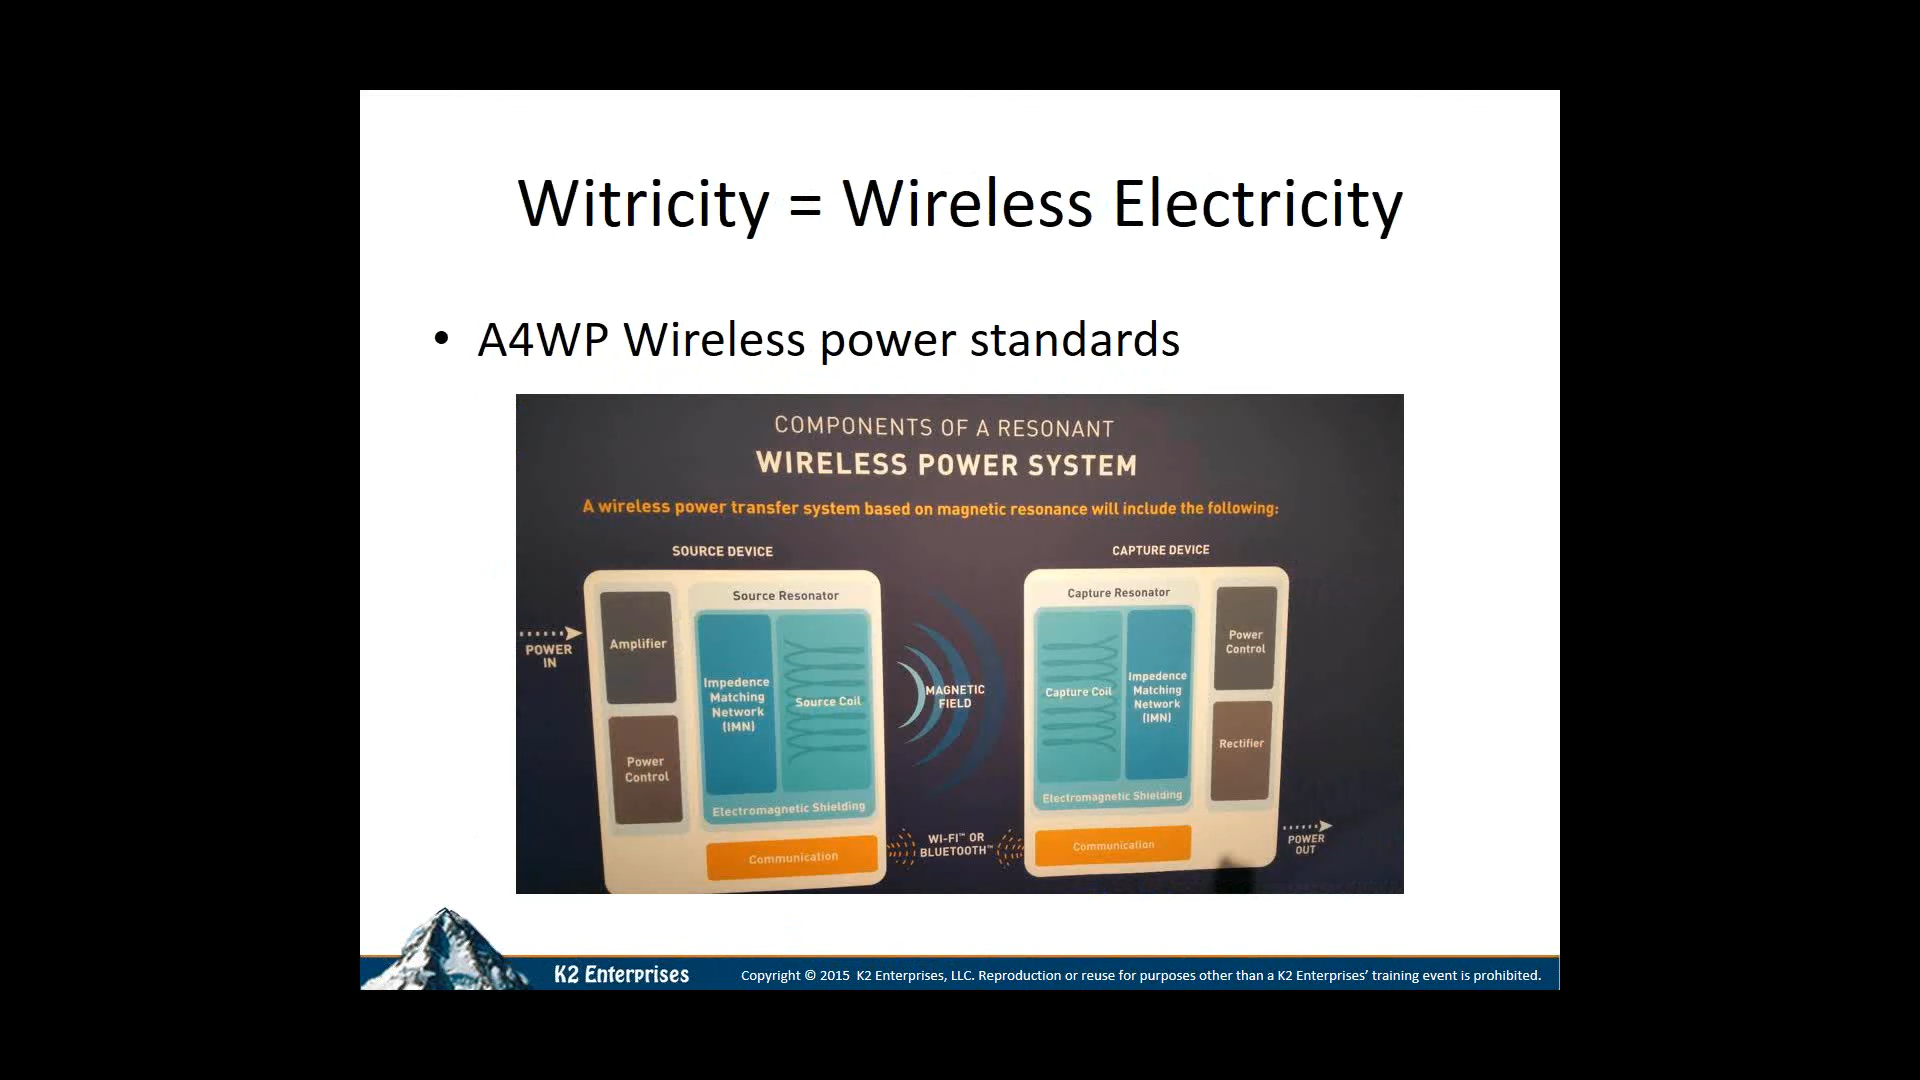 Witricity = Wireless Electricity
• A4WP Wireless power standards
COMPONENTS OF A RESONANT
WIRELESS POWER SYSTEM
A wireless power transfer system based on magnetic resonance will include the following:
SOURCE DEVICE
CAPTURE DEVICE
POWER
IN
Amplifier
Power
Control
Source Resonator
Impedence
Matching
Network
(IMN)
Source Coil
Electromagnetic Shielding
Communication
MAGNETIC
FIELD
WI-FI™ OR
BLUETOOTH™
Capture Resonator
Capture Coil
Impedence
Matching
Network
(IMN)
Electromagnetic Shielding
Communication
Power
Control
Rectifier
POWER
OUT
K2 Enterprises
Copyright © 2015 K2 Enterprises, LLC. Reproduction or reuse for purposes other than a K2 Enterprises’ training event is prohibited.